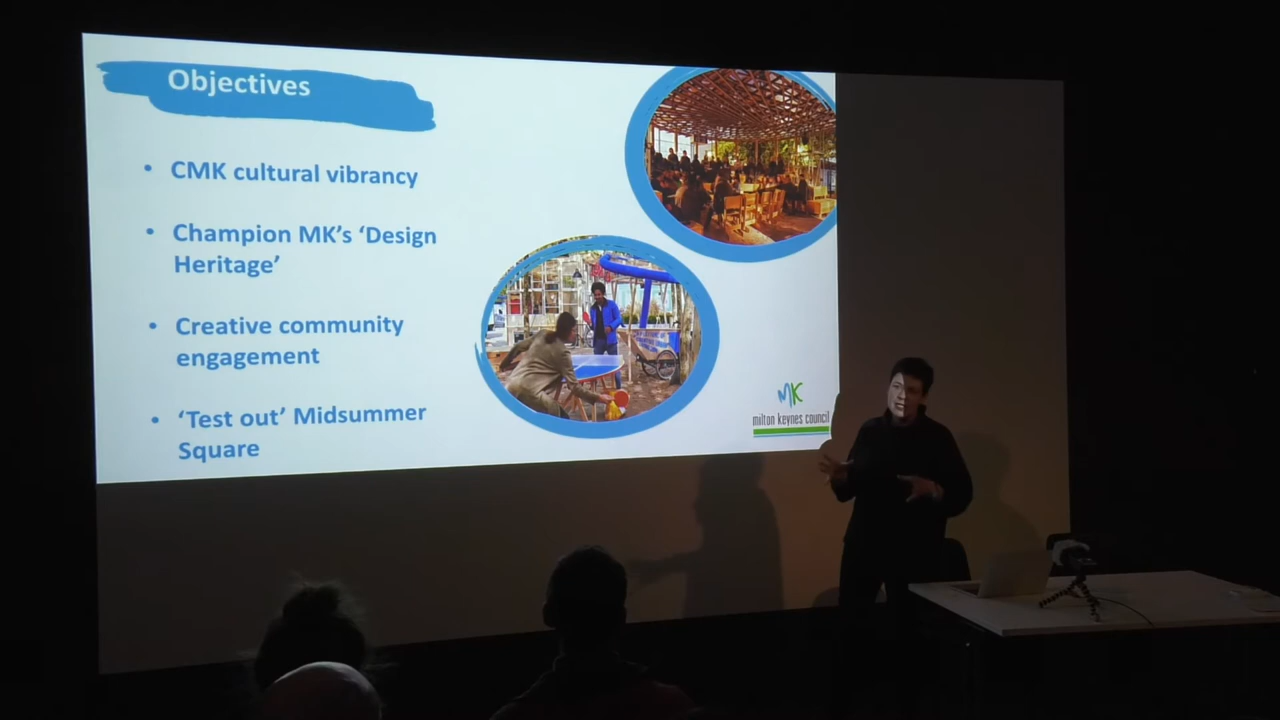 Objectives
• CMK cultural vibrancy
• Champion MK's 'Design
Heritage'
• Creative community
engagement
• 'Test out' Midsummer
Square
MK
milton keynes council